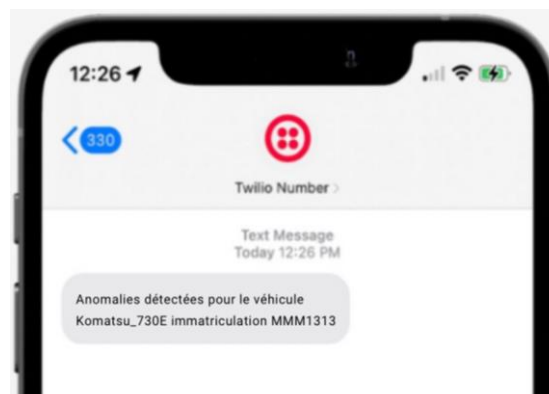 12:26
330
Twilio Number
Text Message
Today 12:26 PM
Anomalies détectées pour le véhicule
Komatsu_730E immatriculation MMM1313